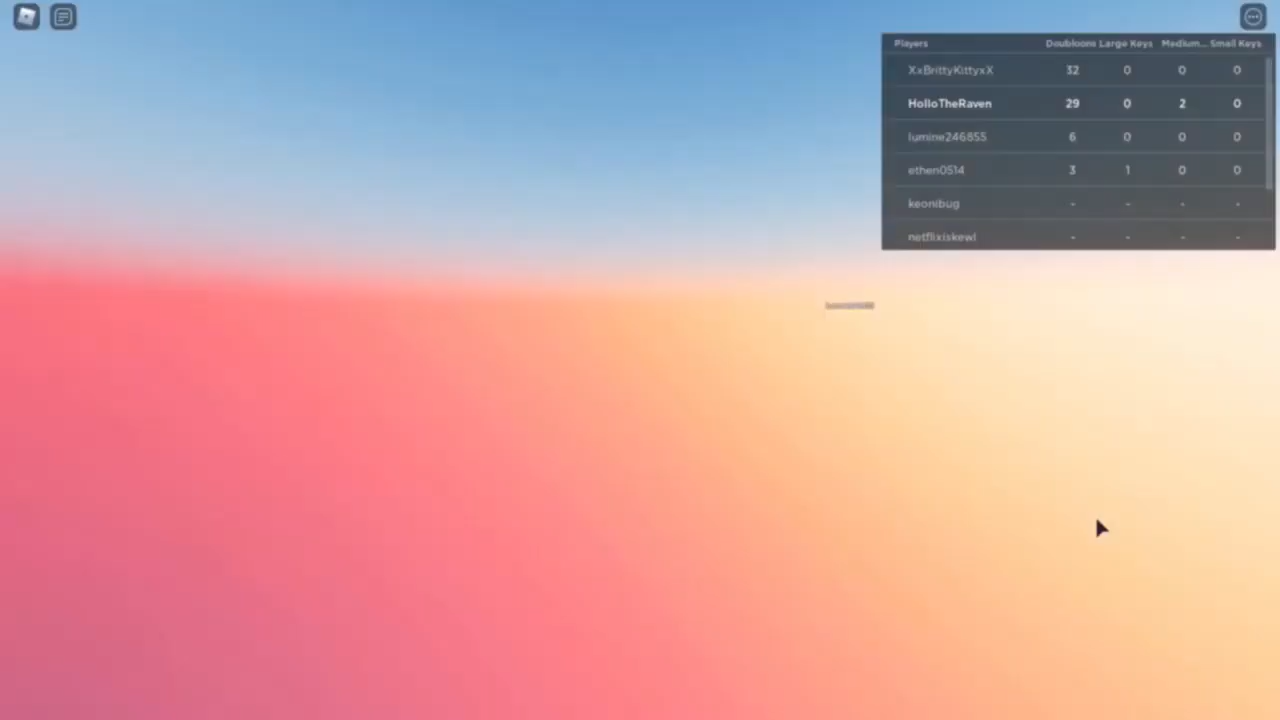 Players Doubloons Large Keys Medium... Small Keys
XxBrittyKittyxX 32 0 0 0
HolloTheRaven 29 0 2 0
lumine246855 6 0 0 0
ethen0514 3 1 0 0
keonibug - - - -
netflixiskewl - - - -